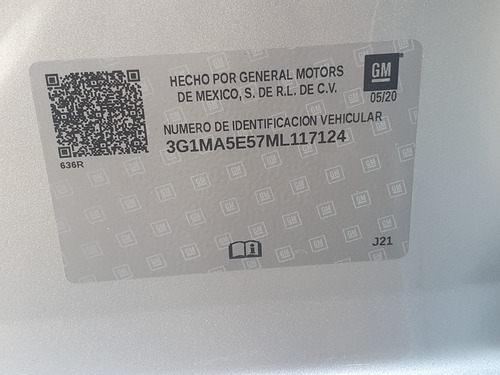 HECHO POR GENERAL MOTORS
DE MEXICO, S. DE R.L. DE C.V.
GM
05/20
NUMERO DE IDENTIFICACION VEHICULAR
3G1MA5E57ML117124
636R
J21